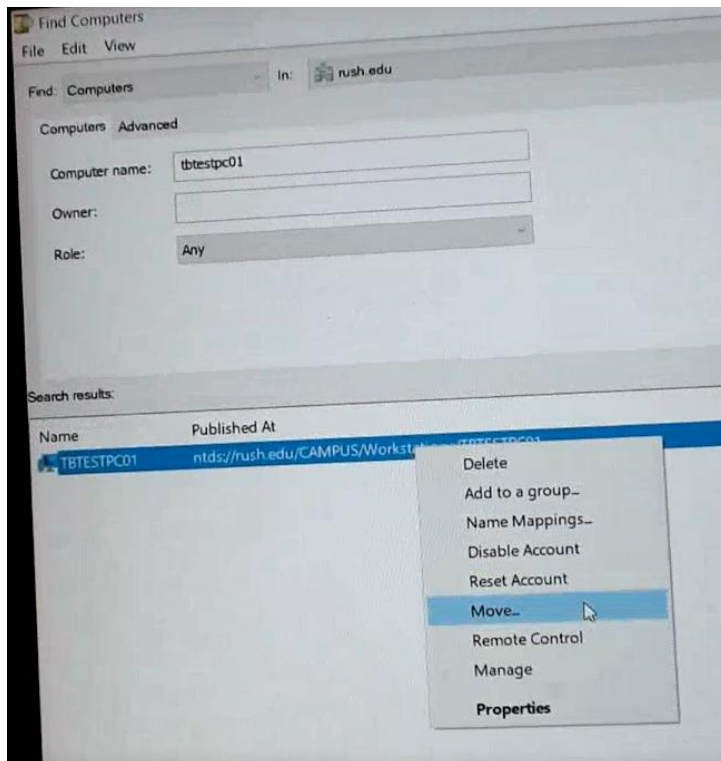 Find Computers
File Edit View
Find: Computers In: rush.edu
Computers Advanced
Computer name: tbtestpc01
Owner:
Role: Any
Search results:
Name Published At
TBTESTPC01 ntds://rush.edu/CAMPUS/Workstations/TBTESTPC01
Delete
Add to a group...
Name Mappings...
Disable Account
Reset Account
Move...
Remote Control
Manage
Properties